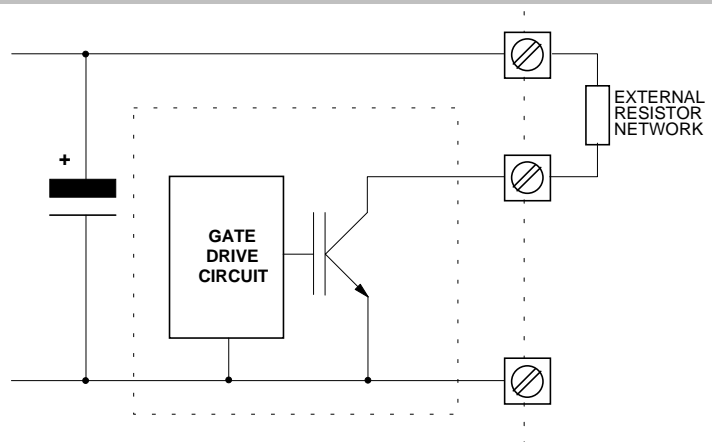 EXTERNAL
RESISTOR
NETWORK
+
GATE
DRIVE
CIRCUIT